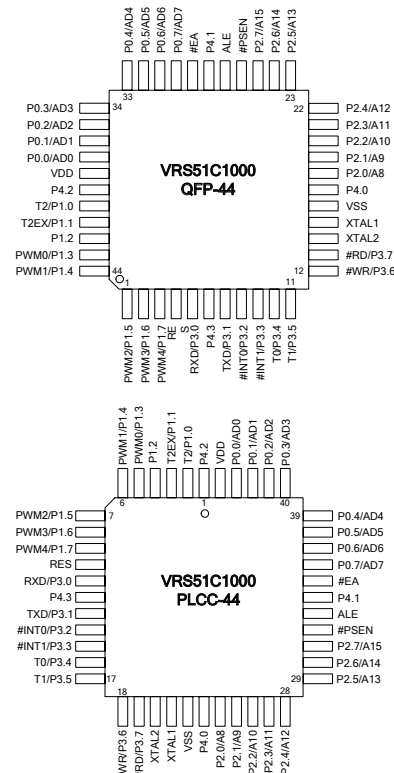 P0.4/AD4
P0.5/AD5
P0.6/AD6
P0.7/AD7
#EA
P4.1
ALE
#PSEN
P2.7/A15
P2.6/A14
P2.5/A13
33
23
P0.3/AD3
34
22
P2.4/A12
P0.2/AD2
P2.3/A11
P0.1/AD1
P2.2/A10
P0.0/AD0
P2.1/A9
VDD
P2.0/A8
P4.2
P4.0
T2/P1.0
VSS
T2EX/P1.1
XTAL1
P1.2
XTAL2
PWM0/P1.3
#RD/P3.7
PWM1/P1.4
44
12
#WR/P3.6
VRS51C1000
QFP-44
1
11
PWM2/P1.5
PWM3/P1.6
PWM4/P1.7
RE
S
RXD/P3.0
P4.3
TXD/P3.1
#INT0/P3.2
#INT1/P3.3
T0/P3.4
T1/P3.5
PWM1/P1.4
PWM0/P1.3
P1.2
T2EX/P1.1
T2/P1.0
P4.2
VDD
P0.0/AD0
P0.1/AD1
P0.2/AD2
P0.3/AD3
6
1
40
PWM2/P1.5
7
39
P0.4/AD4
PWM3/P1.6
P0.5/AD5
PWM4/P1.7
P0.6/AD6
RES
P0.7/AD7
RXD/P3.0
#EA
P4.3
P4.1
TXD/P3.1
ALE
#INT0/P3.2
#PSEN
#INT1/P3.3
P2.7/A15
T0/P3.4
P2.6/A14
T1/P3.5
17
29
P2.5/A13
VRS51C1000
PLCC-44
18
28
WR/P3.6
RD/P3.7
XTAL2
XTAL1
VSS
P4.0
P2.0/A8
P2.1/A9
P2.2/A10
P2.3/A11
P2.4/A12